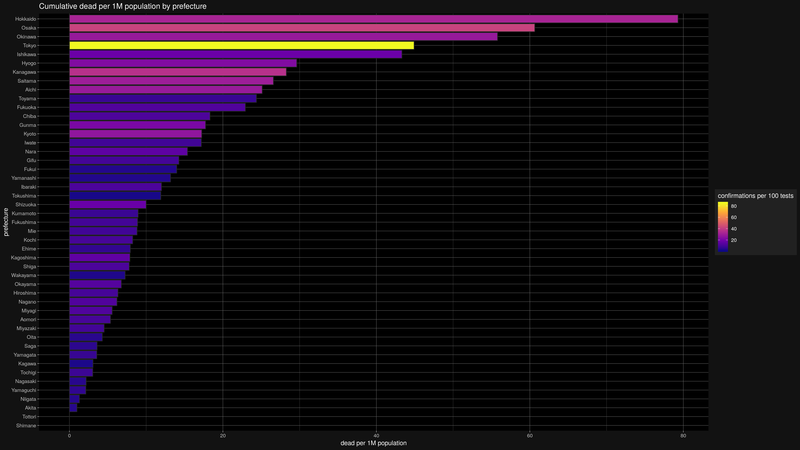 Cumulative dead per 1M population by prefecture
Hokkaido
Osaka
Okinawa
Tokyo
Ishikawa
Hyogo
Kanagawa
Saitama
Aichi
Toyama
Fukuoka
Chiba
Gunma
Kyoto
Iwate
Nara
Gifu
Fukui
Yamanashi
Ibaraki
Tokushima
Shizuoka
Kumamoto
Fukushima
Mie
Kochi
Ehime
Kagoshima
Shiga
Wakayama
Okayama
Hiroshima
Nagano
Miyagi
Aomori
Miyazaki
Oita
Saga
Yamagata
Kagawa
Tochigi
Nagasaki
Yamaguchi
Niigata
Akita
Tottori
Shimane
prefecture
0 20 40 60 80
dead per 1M population
confirmations per 100 tests
80
60
40
20